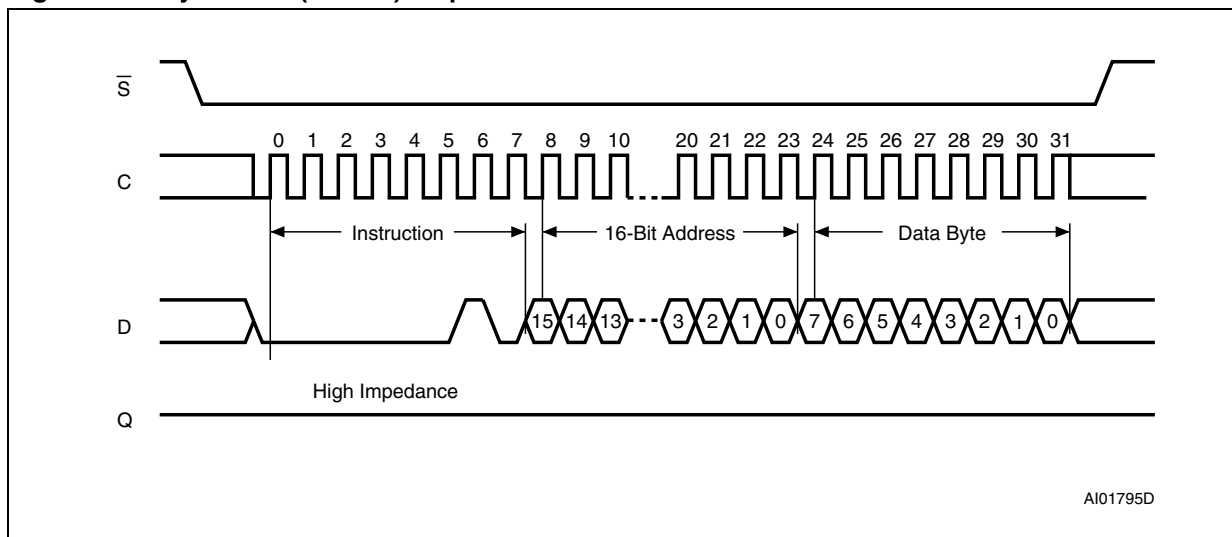 S
0 1 2 3 4 5 6 7 8 9 10 20 21 22 23 24 25 26 27 28 29 30 31
C
Instruction 16-Bit Address Data Byte
D 15 14 13 3 2 1 0 7 6 5 4 3 2 1 0
High Impedance
Q
AI01795D